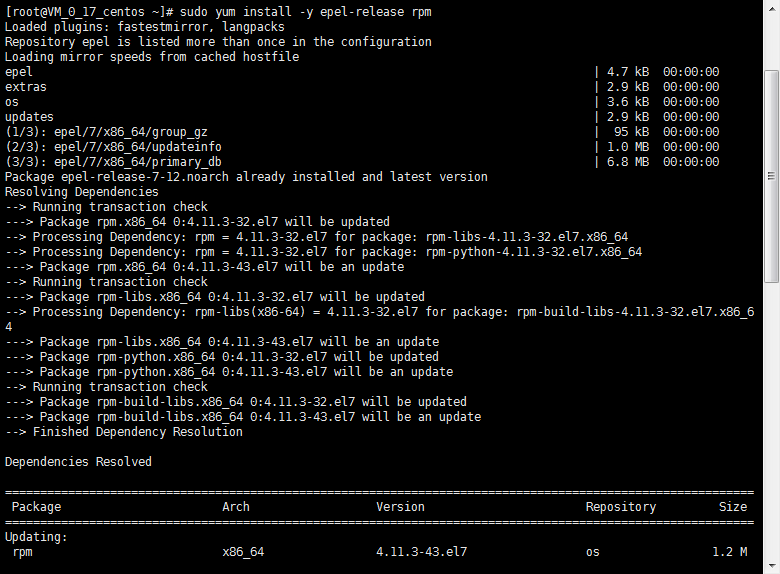 [root@VM_0_17_centos ~]# sudo yum install -y epel-release rpm
Loaded plugins: fastestmirror, langpacks
Repository epel is listed more than once in the configuration
Loading mirror speeds from cached hostfile
epel | 4.7 kB 00:00:00
extras | 2.9 kB 00:00:00
os | 3.6 kB 00:00:00
updates | 2.9 kB 00:00:00
(1/3): epel/7/x86_64/group_gz | 95 kB 00:00:00
(2/3): epel/7/x86_64/updateinfo | 1.0 MB 00:00:00
(3/3): epel/7/x86_64/primary_db | 6.8 MB 00:00:00
Package epel-release-7-12.noarch already installed and latest version
Resolving Dependencies
--> Running transaction check
---> Package rpm.x86_64 0:4.11.3-32.el7 will be updated
--> Processing Dependency: rpm = 4.11.3-32.el7 for package: rpm-libs-4.11.3-32.el7.x86_64
--> Processing Dependency: rpm = 4.11.3-32.el7 for package: rpm-python-4.11.3-32.el7.x86_64
---> Package rpm.x86_64 0:4.11.3-43.el7 will be an update
--> Running transaction check
---> Package rpm-libs.x86_64 0:4.11.3-32.el7 will be updated
--> Processing Dependency: rpm-libs(x86-64) = 4.11.3-32.el7 for package: rpm-build-libs-4.11.3-32.el7.x86_6
4
---> Package rpm-libs.x86_64 0:4.11.3-43.el7 will be an update
---> Package rpm-python.x86_64 0:4.11.3-32.el7 will be updated
---> Package rpm-python.x86_64 0:4.11.3-43.el7 will be an update
--> Running transaction check
---> Package rpm-build-libs.x86_64 0:4.11.3-32.el7 will be updated
---> Package rpm-build-libs.x86_64 0:4.11.3-43.el7 will be an update
--> Finished Dependency Resolution
Dependencies Resolved
Package Arch Version Repository Size
Updating:
rpm x86_64 4.11.3-43.el7 os 1.2 M